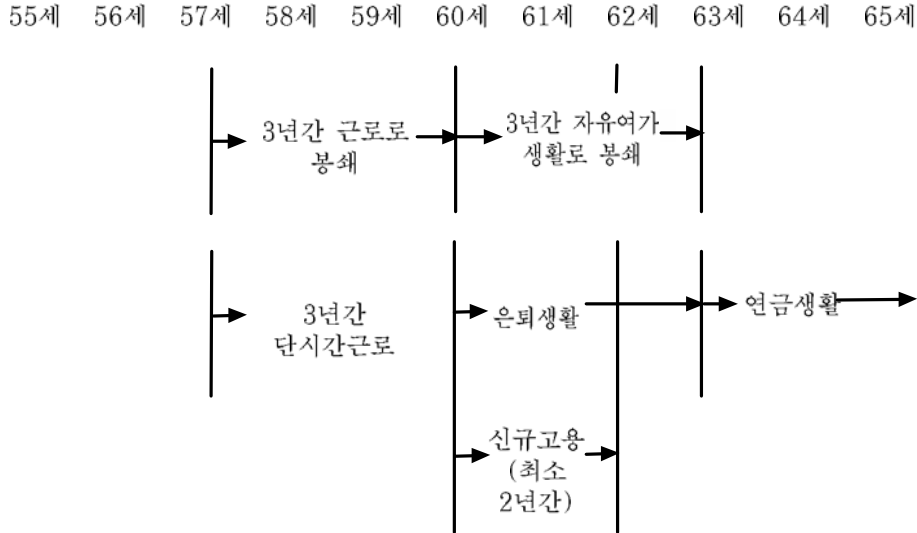 55세 56세 57세 58세 59세 60세 61세 62세 63세 64세 65세
3년간 근로로
봉쇄
3년간 자유여가
생활로 봉쇄
3년간
단시간근로
은퇴생활
연금생활
신규고용
(최소
2년간)